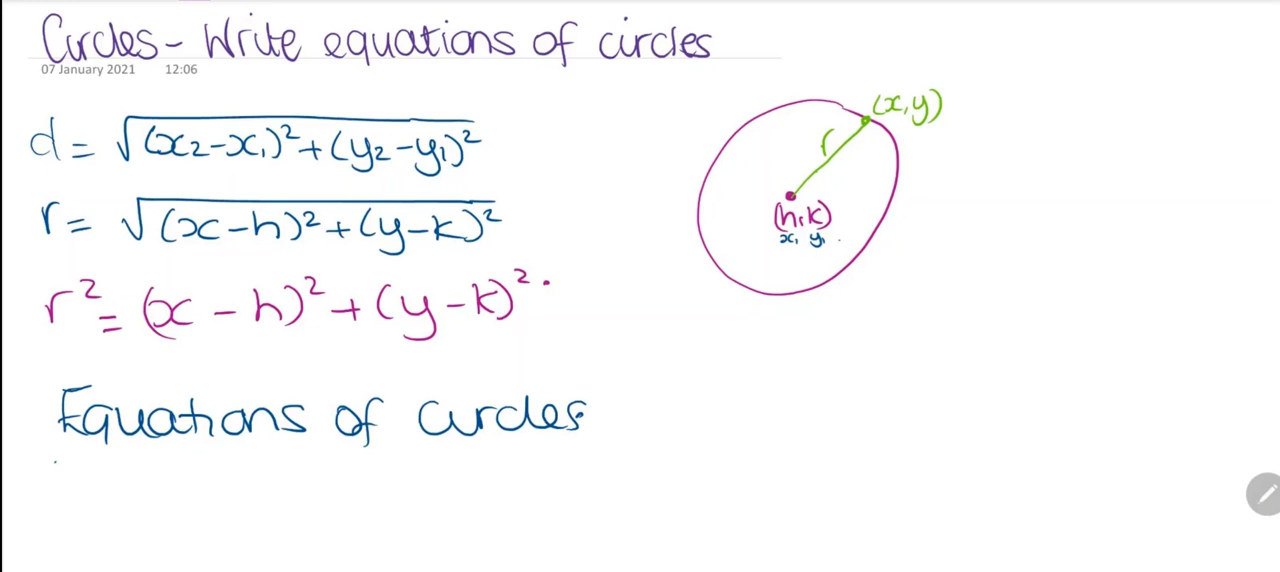 Circles - Write equations of circles
07 January 2021 12:06
d = √(x₂-x₁)²+(y₂-y₁)²
r = √(x-h)²+(y-k)²
r² = (x-h)²+(y-k)².
Equations of circles
(x,y)
r
(h,k)
x₁ y₁